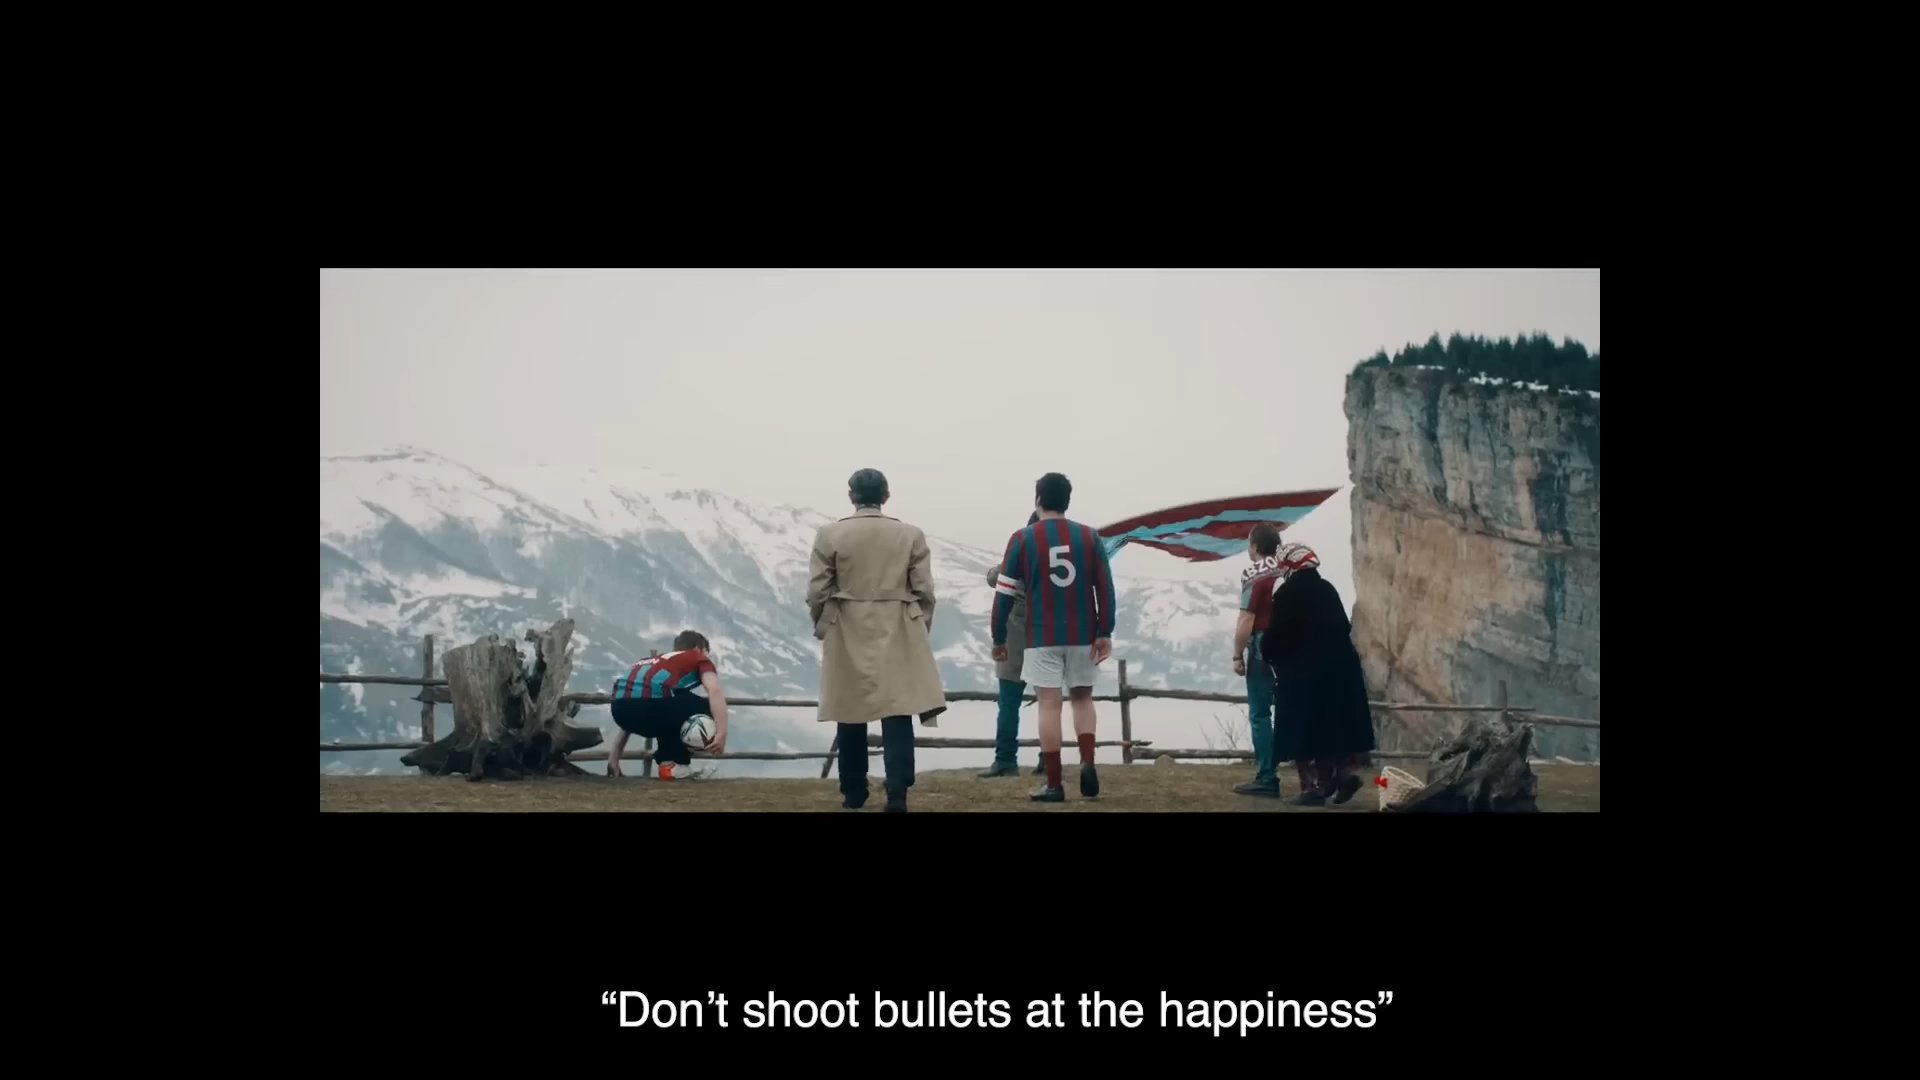 5
“Don’t shoot bullets at the happiness”